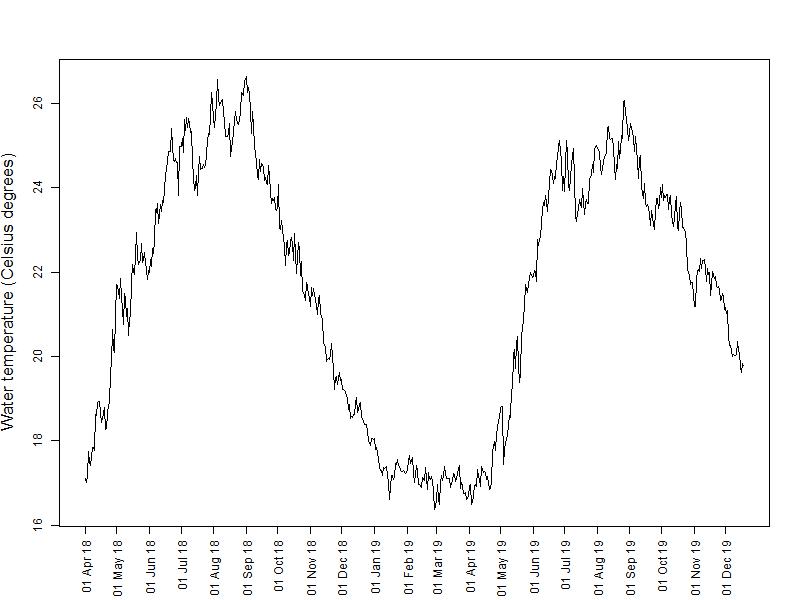 Water temperature (Celsius degrees)
26
24
22
20
18
16
01 Apr 18
01 May 18
01 Jun 18
01 Jul 18
01 Aug 18
01 Sep 18
01 Oct 18
01 Nov 18
01 Dec 18
01 Jan 19
01 Feb 19
01 Mar 19
01 Apr 19
01 May 19
01 Jun 19
01 Jul 19
01 Aug 19
01 Sep 19
01 Oct 19
01 Nov 19
01 Dec 19